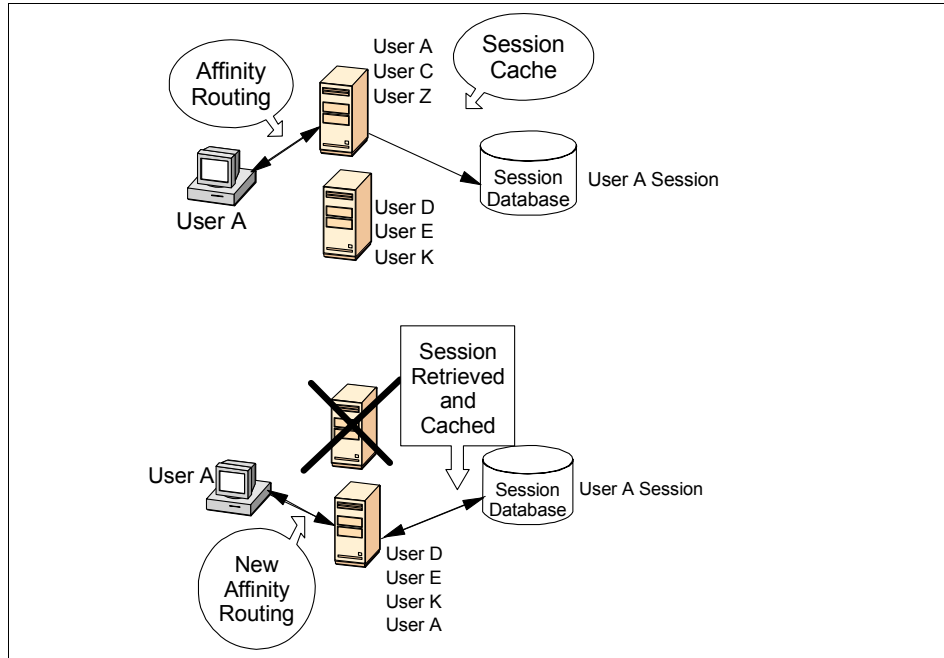 User A
User C
User Z
Session
Cache
Affinity
Routing
Session
Database
User A Session
User A
User D
User E
User K
Session
Retrieved
and
Cached
User A
Session
Database
User A Session
New
Affinity
Routing
User D
User E
User K
User A